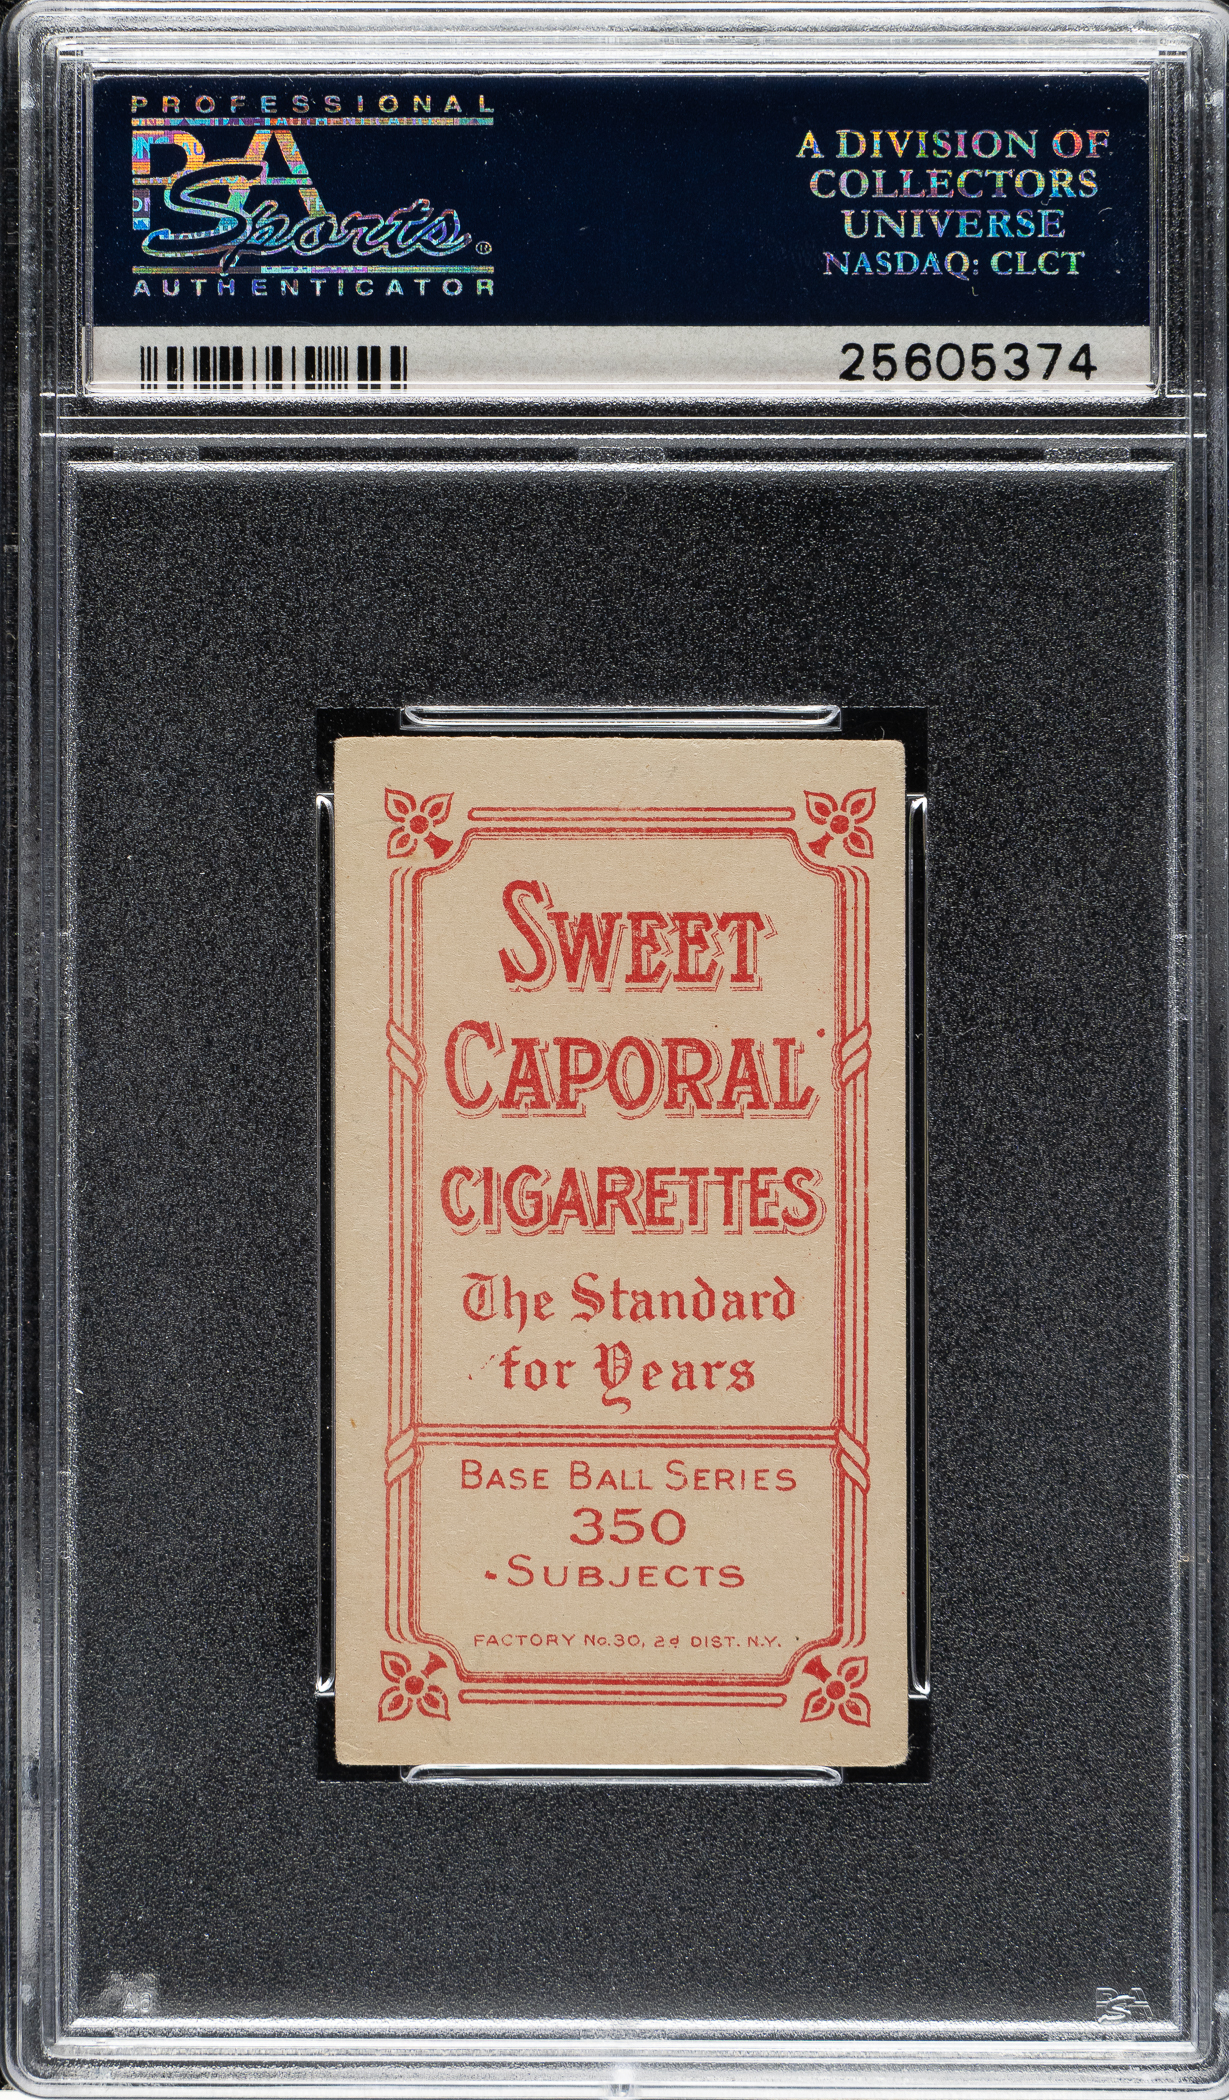 PROFESSIONAL
PSA
Sports®
AUTHENTICATOR
A DIVISION OF
COLLECTORS
UNIVERSE
NASDAQ: CLCT
25605374
SWEET
CAPORAL
CIGARETTES
The Standard
for Years
BASE BALL SERIES
350
SUBJECTS
FACTORY No. 30, 2d DIST. N.Y.
PSA